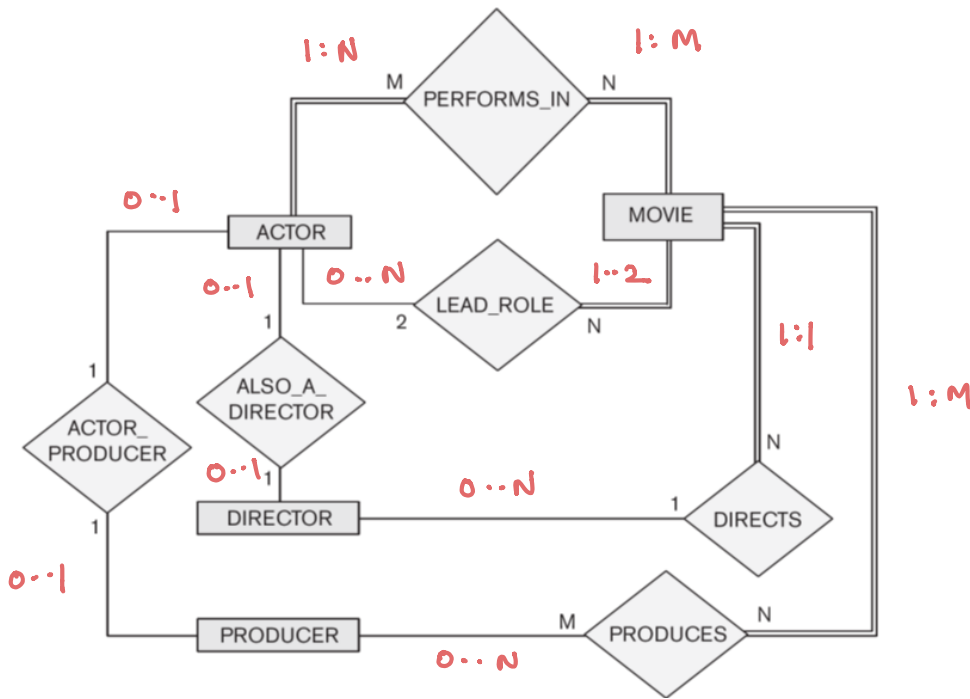 1:N
1:M
M
PERFORMS_IN
N
0..1
ACTOR
MOVIE
0..1
0...N
1..2
2
LEAD_ROLE
N
1
1:1
1
ALSO_A_
DIRECTOR
1:M
ACTOR_
PRODUCER
0..1
1
0..N
N
1
DIRECTOR
1
DIRECTS
0..1
PRODUCER
M
PRODUCES
N
0...N